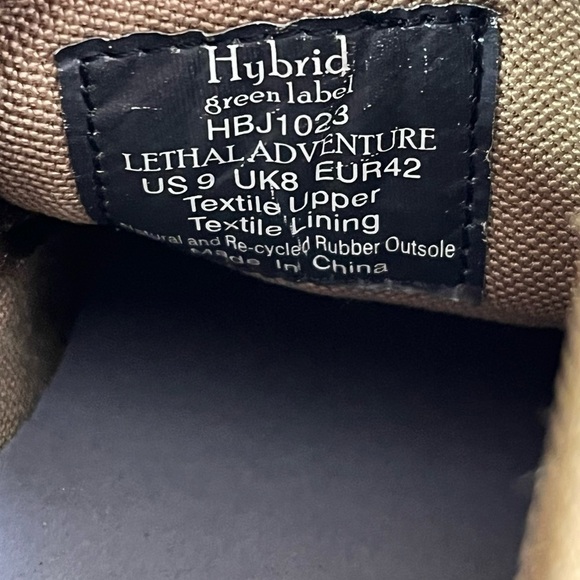 Hybrid
green label
HBJ1023
LETHAL ADVENTURE
US 9 UK8 EUR42
Textile Upper
Textile Lining
Natural and Re-cycled Rubber Outsole
Made In China